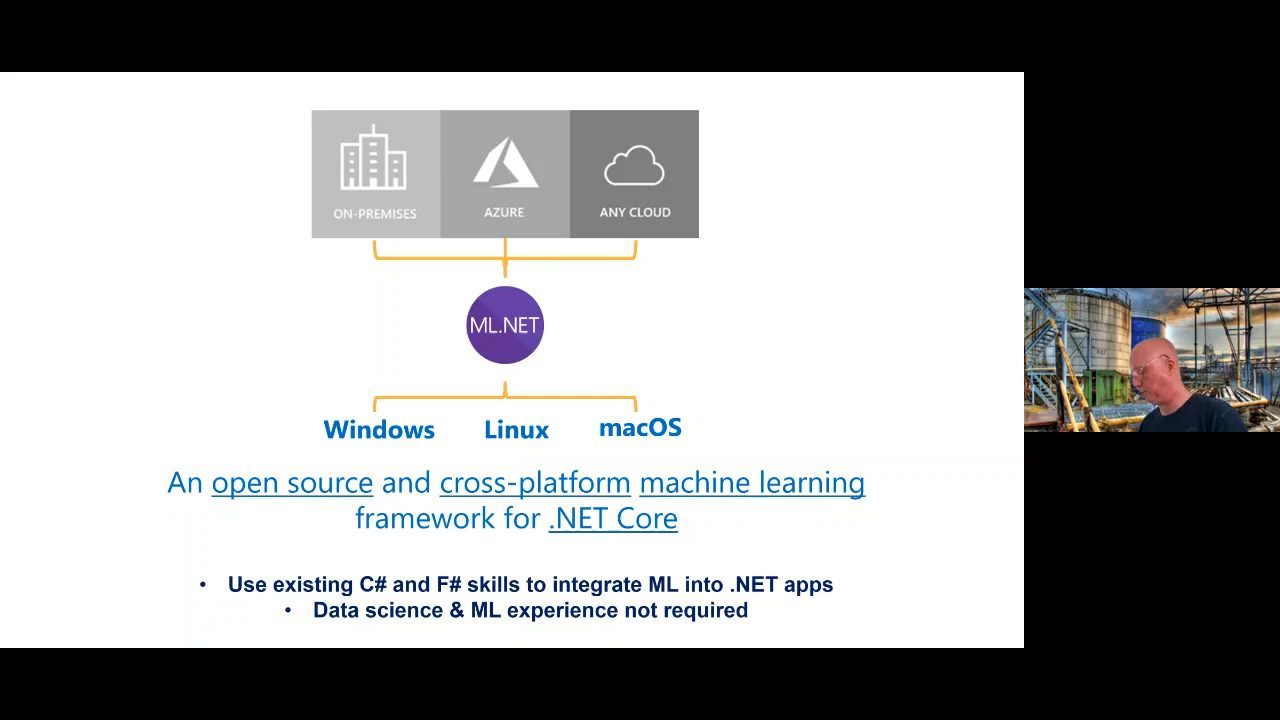 ON-PREMISES
AZURE
ANY CLOUD
ML.NET
Windows
Linux
macOS
An open source and cross-platform machine learning
framework for .NET Core
• Use existing C# and F# skills to integrate ML into .NET apps
• Data science & ML experience not required